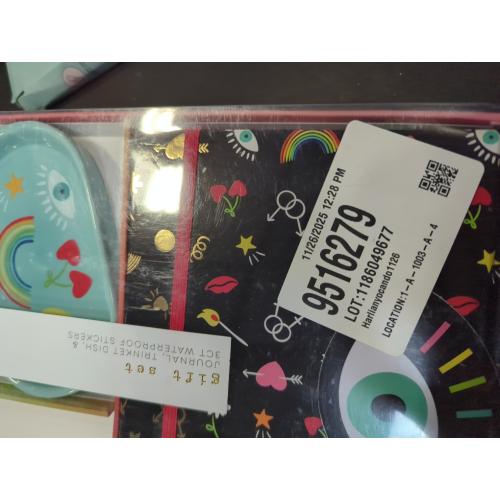 11/26/2025 12:28 PM
9516279
LOT:1186049677
Harlianyocando1126
LOCATION:1-A-1003-A-4
gift set
JOURNAL, TRINKET DISH, &
3CT WATERPROOF STICKERS